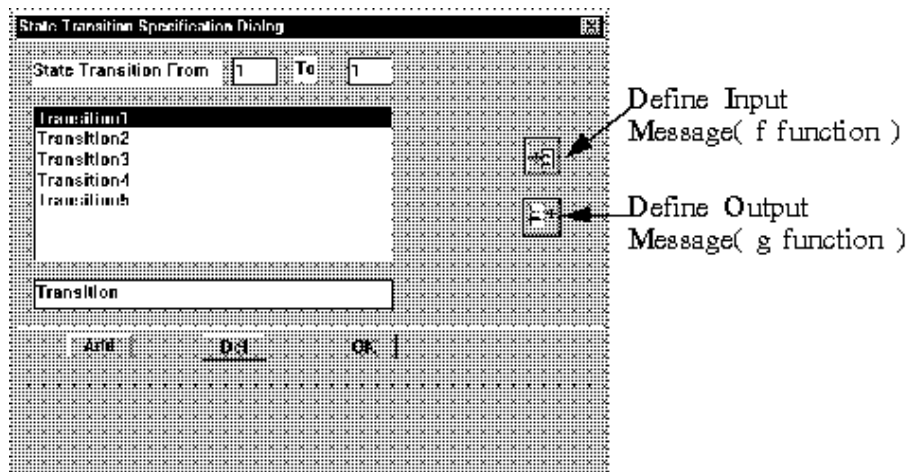 State Transition Specification Dialog
State Transition From 1 To 1
Transition1
Transition2
Transition3
Transition4
Transition5
Transition
Add Del OK
Define Input
Message( f function )
Define Output
Message( g function )